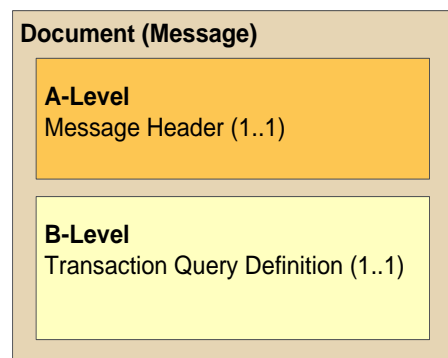 Document (Message)
A-Level
Message Header (1..1)
B-Level
Transaction Query Definition (1..1)